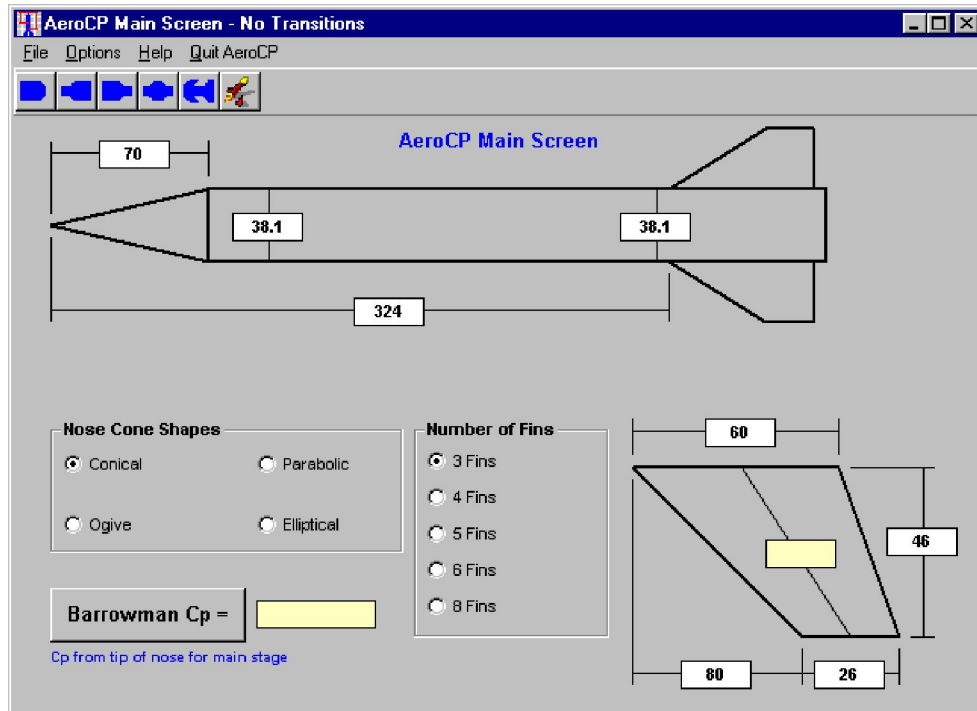 AeroCP Main Screen - No Transitions
File Options Help Quit AeroCP
AeroCP Main Screen
70
38.1 38.1
324
Nose Cone Shapes
Conical Parabolic
Ogive Elliptical
Number of Fins
3 Fins
4 Fins
5 Fins
6 Fins
8 Fins
60
46
80 26
Barrowman Cp =
Cp from tip of nose for main stage